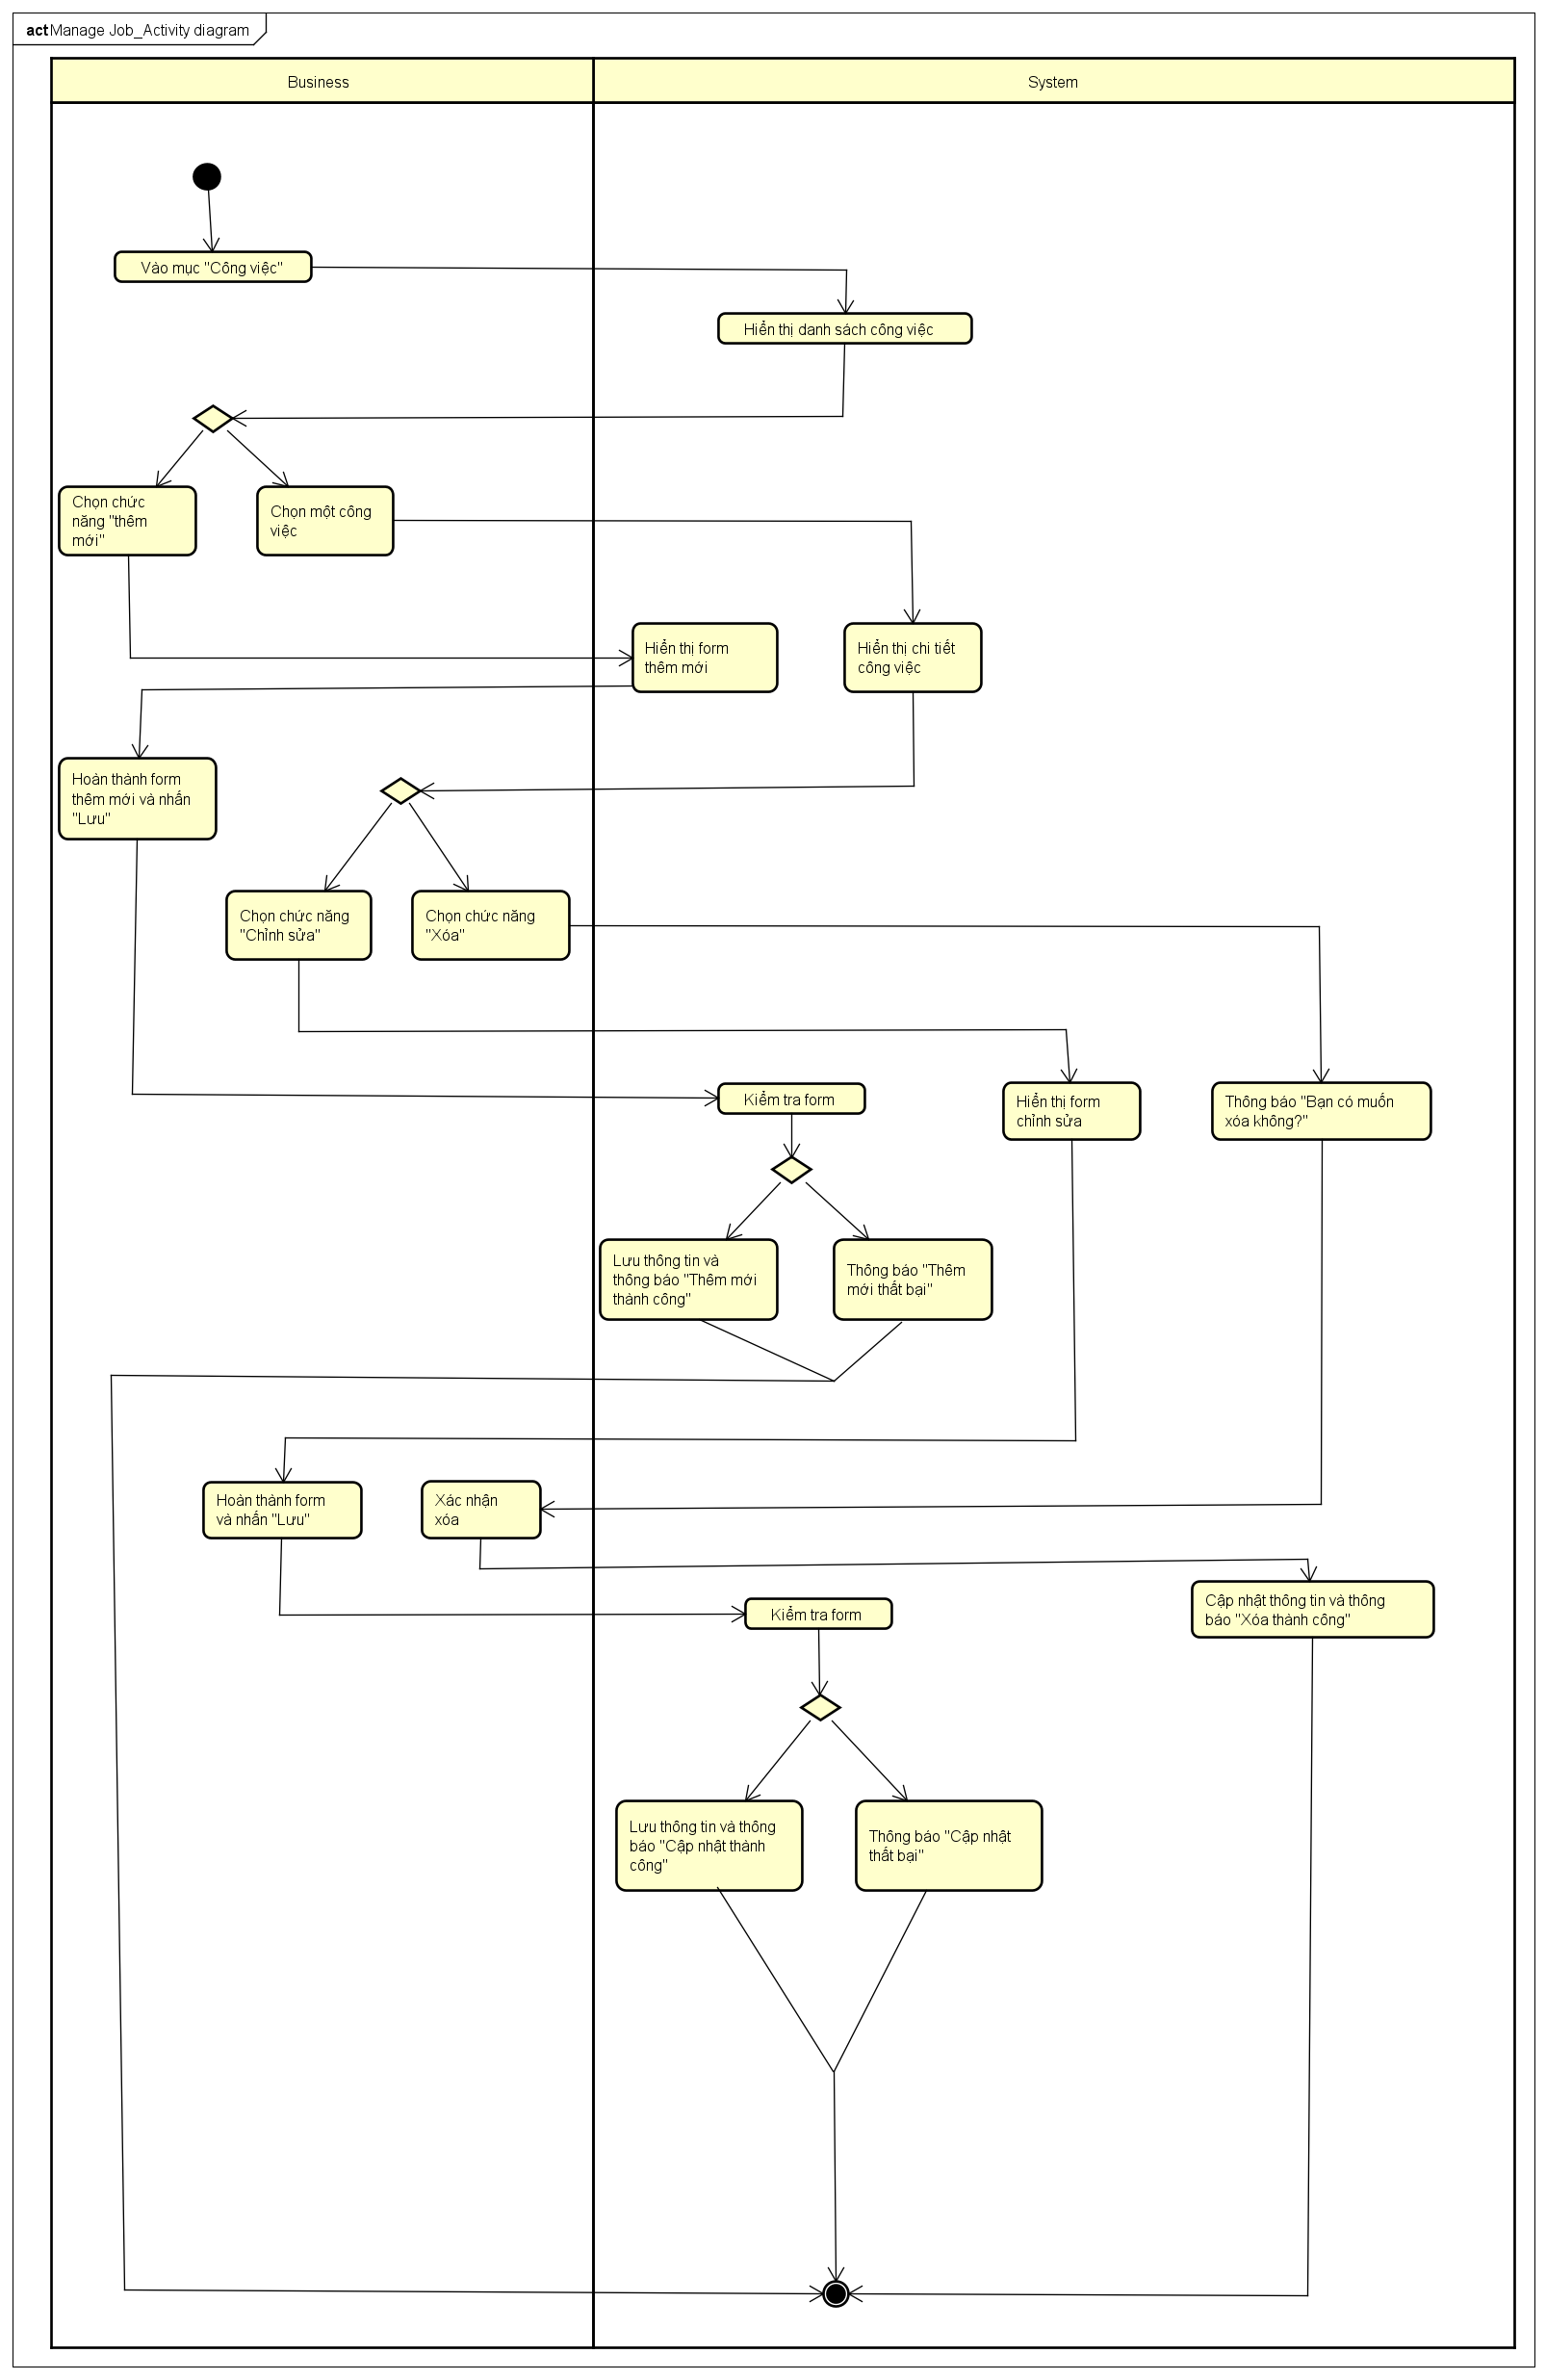 act Manage Job_Activity diagram
Business
System
Vào mục "Công việc"
Hiển thị danh sách công việc
Chọn chức
năng "thêm
mới"
Chọn một công
việc
Hiển thị form
thêm mới
Hiển thị chi tiết
công việc
Hoàn thành form
thêm mới và nhấn
"Lưu"
Chọn chức năng
"Chỉnh sửa"
Chọn chức năng
"Xóa"
Kiểm tra form
Hiển thị form
chỉnh sửa
Thông báo "Bạn có muốn
xóa không?"
Lưu thông tin và
thông báo "Thêm mới
thành công"
Thông báo "Thêm
mới thất bại"
Hoàn thành form
và nhấn "Lưu"
Xác nhận
xóa
Kiểm tra form
Cập nhật thông tin và thông
báo "Xóa thành công"
Lưu thông tin và thông
báo "Cập nhật thành
công"
Thông báo "Cập nhật
thất bại"